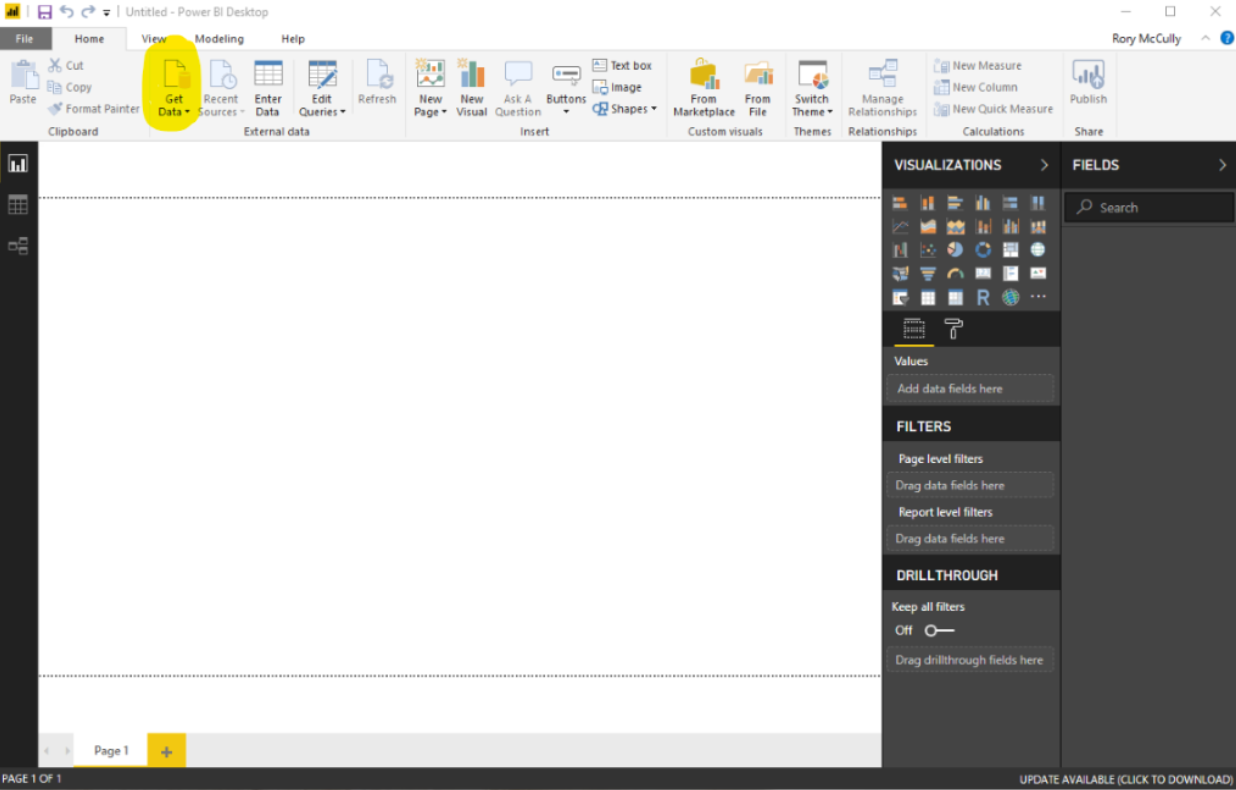 Untitled - Power BI Desktop
File Home View Modeling Help Rory McCully
Paste
Cut
Copy
Format Painter
Clipboard
Get Data
Recent Sources
Enter Data
Edit Queries
Refresh
External data
New Page
New Visual
Ask A Question
Buttons
Text box
Image
Shapes
Insert
From Marketplace
From File
Custom visuals
Switch Theme
Themes
Manage Relationships
Relationships
New Measure
New Column
New Quick Measure
Calculations
Publish
Share
VISUALIZATIONS
R
Values
Add data fields here
FILTERS
Page level filters
Drag data fields here
Report level filters
Drag data fields here
DRILLTHROUGH
Keep all filters
Off
Drag drillthrough fields here
FIELDS
Search
Page 1
PAGE 1 OF 1
UPDATE AVAILABLE (CLICK TO DOWNLOAD)